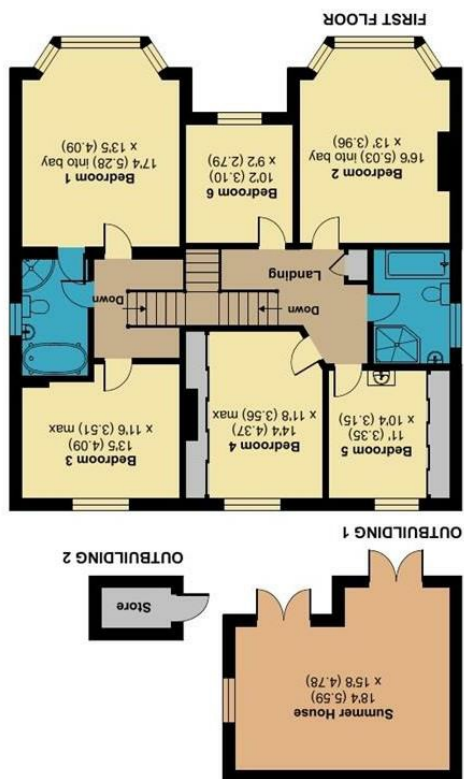 Summer House
18'4 (5.59)
x 15'8 (4.78)
Store
OUTBUILDING 1
OUTBUILDING 2
Bedroom 5
11' (3.35)
x 10'4 (3.15)
Bedroom 4
14'4 (4.37)
x 11'8 (3.56) max
Bedroom 3
13'5 (4.09)
x 11'6 (3.51) max
Down
Down
Landing
Bedroom 2
16'6 (5.03) into bay
x 13' (3.96)
Bedroom 6
10'2 (3.10)
x 9'2 (2.79)
Bedroom 1
17'4 (5.28) into bay
x 13'5 (4.09)
FIRST FLOOR